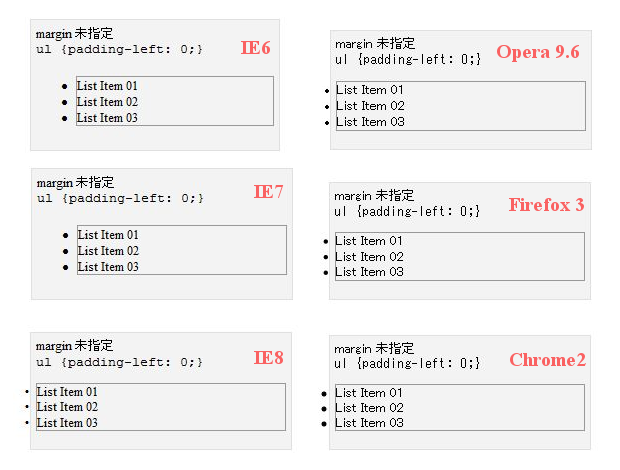 margin 未指定
ul {padding-left: 0;}
IE6
• List Item 01
• List Item 02
• List Item 03
margin 未指定
ul {padding-left: 0;}
Opera 9.6
• List Item 01
• List Item 02
• List Item 03
margin 未指定
ul {padding-left: 0;}
IE7
• List Item 01
• List Item 02
• List Item 03
margin 未指定
ul {padding-left: 0;}
Firefox 3
• List Item 01
• List Item 02
• List Item 03
margin 未指定
ul {padding-left: 0;}
IE8
• List Item 01
• List Item 02
• List Item 03
margin 未指定
ul {padding-left: 0;}
Chrome2
• List Item 01
• List Item 02
• List Item 03